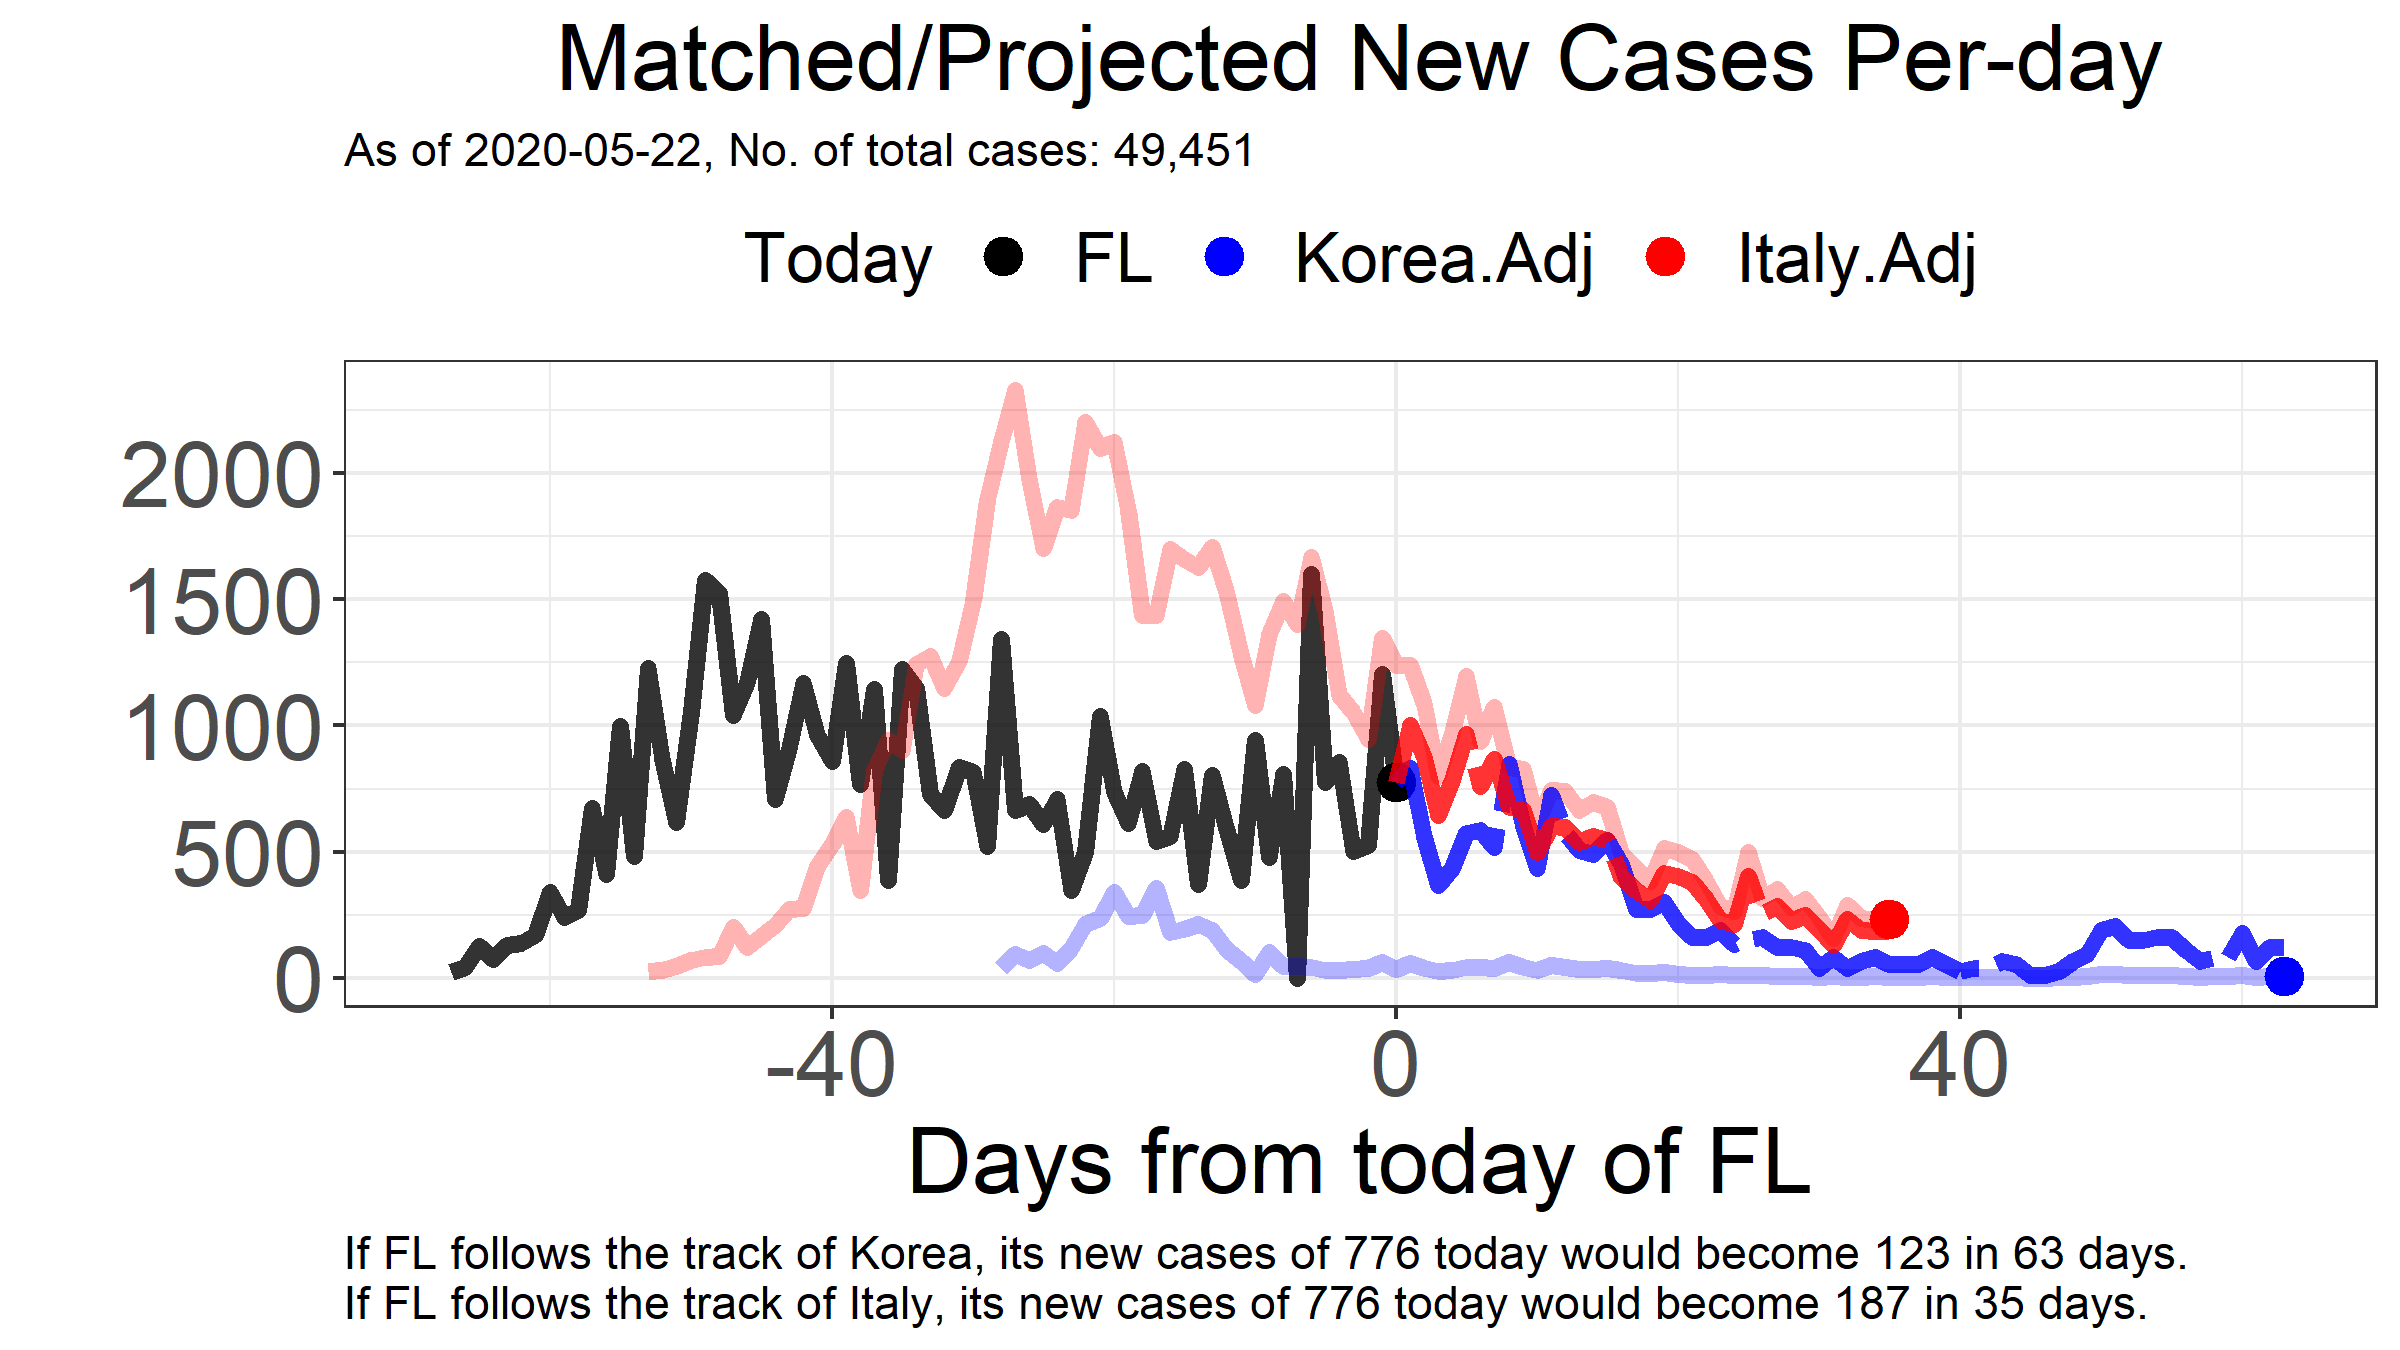 Matched/Projected New Cases Per-day
As of 2020-05-22, No. of total cases: 49,451
Today FL Korea.Adj Italy.Adj
2000
1500
1000
500
0
-40 0 40
Days from today of FL
If FL follows the track of Korea, its new cases of 776 today would become 123 in 63 days.
If FL follows the track of Italy, its new cases of 776 today would become 187 in 35 days.